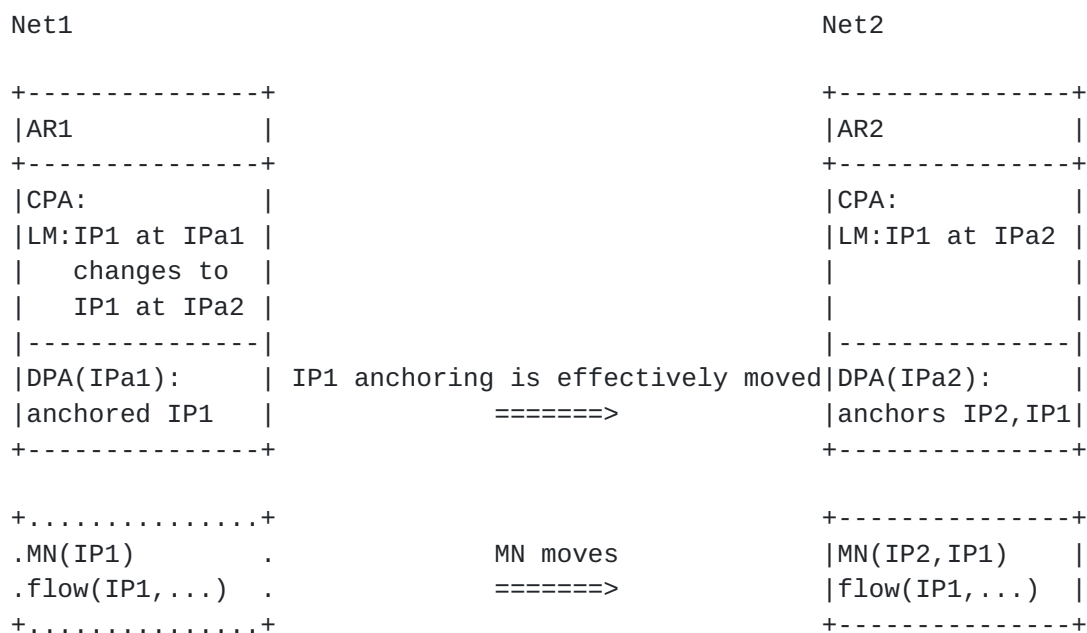 Net1                                                Net2

+---------------+                                   +---------------+
|AR1            |                                   |AR2            |
+---------------+                                   +---------------+
|CPA:           |                                   |CPA:           |
|LM:IP1 at IPa1 |                                   |LM:IP1 at IPa2 |
|   changes to  |                                   |               |
|   IP1 at IPa2 |                                   |               |
|---------------|                                   |---------------|
|DPA(IPa1):     | IP1 anchoring is effectively moved|DPA(IPa2):     |
|anchored IP1   |              =======>             |anchors IP2,IP1|
+---------------+                                   +---------------+

+...............+                                   +---------------+
.MN(IP1)        .              MN moves             |MN(IP2,IP1)    |
.flow(IP1,...)  .              =======>             |flow(IP1,...)  |
+...............+                                   +---------------+